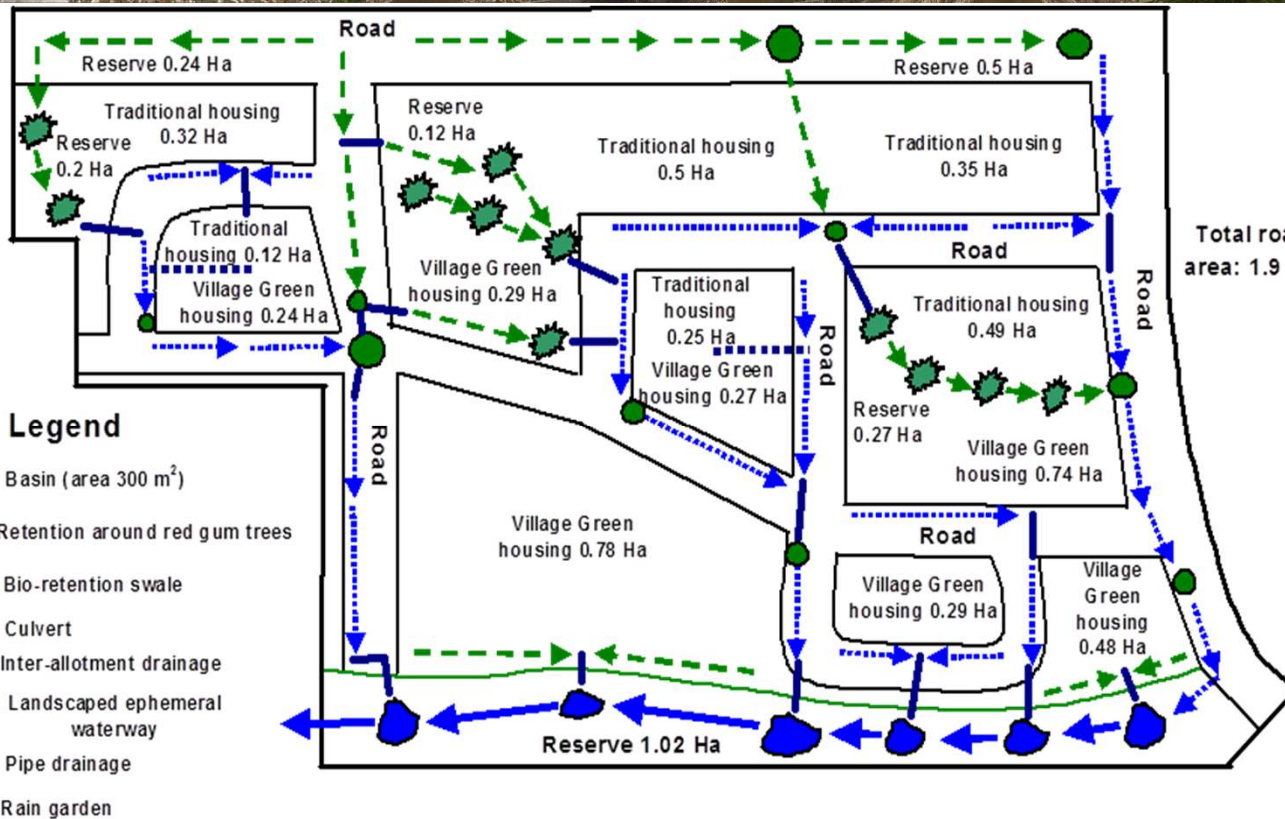 Road
Reserve 0.24 Ha
Reserve 0.5 Ha
Traditional housing
0.32 Ha
Reserve
0.2 Ha
Reserve
0.12 Ha
Traditional housing
0.5 Ha
Traditional housing
0.35 Ha
Traditional
housing 0.12 Ha
Village Green
housing 0.24 Ha
Village Green
housing 0.29 Ha
Road
Total
area: 1.9
Traditional
housing
0.25 Ha
Village Green
housing 0.27 Ha
Road
Traditional housing
0.49 Ha
Road
Reserve
0.27 Ha
Village Green
housing 0.74 Ha
Road
Village Green
housing 0.78 Ha
Road
Village Green
housing 0.29 Ha
Village
Green
housing
0.48 Ha
Reserve 1.02 Ha
Legend
Basin (area 300 m²)
Retention around red gum trees
Bio-retention swale
Culvert
Inter-allotment drainage
Landscaped ephemeral
waterway
Pipe drainage
Rain garden